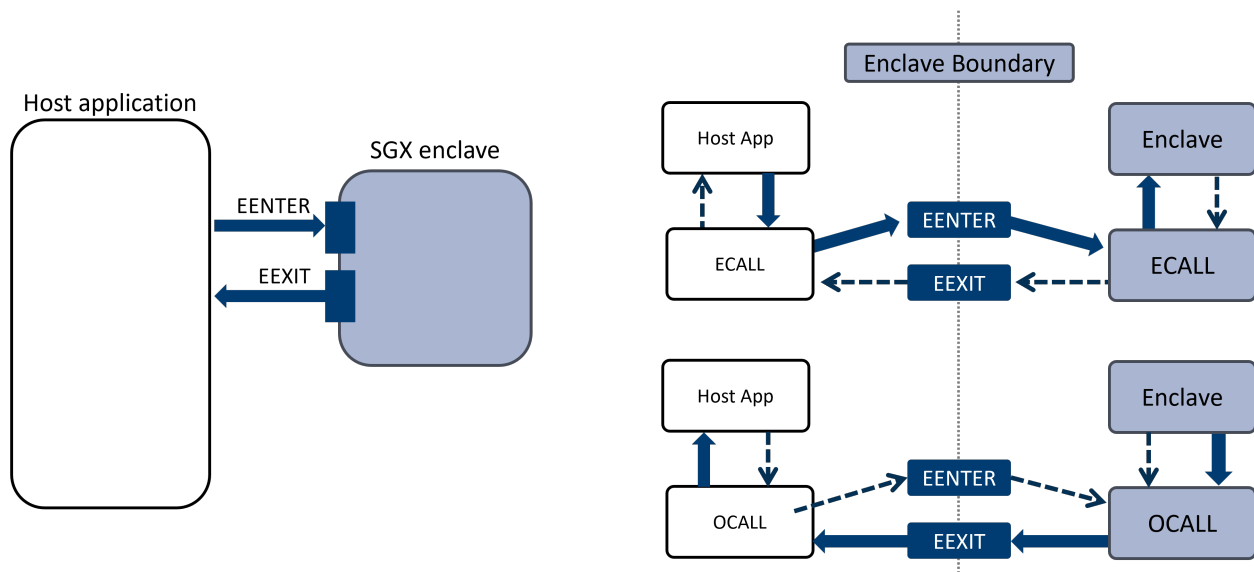 Host application
SGX enclave
EENTER
EEXIT
Enclave Boundary
Host App
Enclave
EENTER
ECALL
ECALL
EEXIT
Host App
Enclave
EENTER
OCALL
OCALL
EEXIT